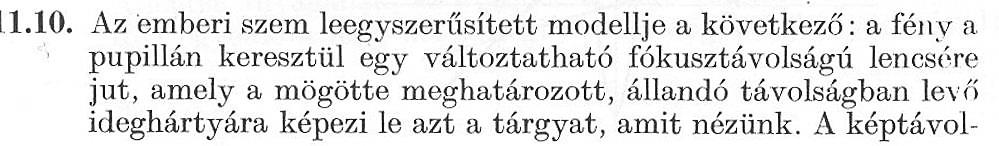 11.10. Az emberi szem leegyszerűsített modellje a következő: a fény a
pupillán keresztül egy változtatható fókusztávolságú lencsére
jut, amely a mögötte meghatározott, állandó távolságban levő
ideghártyára képezi le azt a tárgyat, amit nézünk. A képtávol-